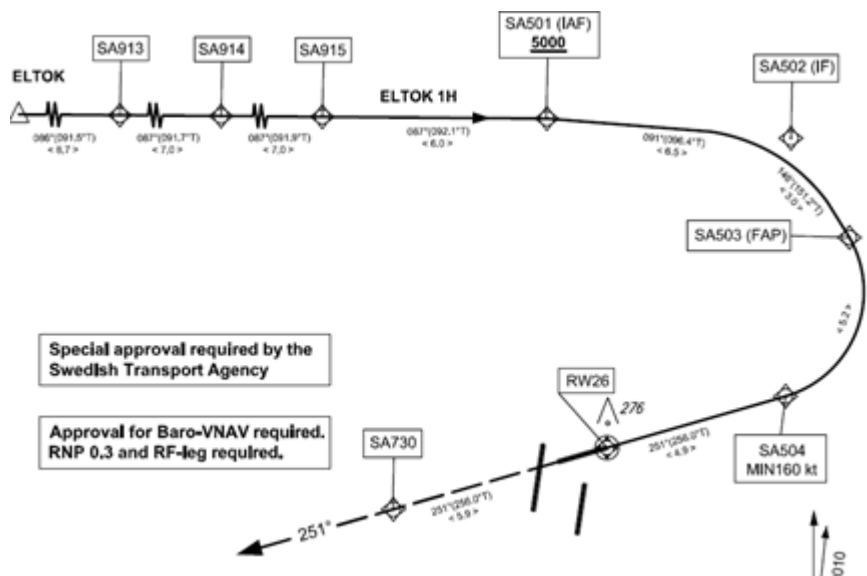 SA501 (IAF)
5000
SA913
SA914
SA915
SA502 (IF)
ELTOK
ELTOK 1H
086°(091,5°T)
< 8,7 >
087°(091,7°T)
< 7,0 >
087°(091,9°T)
< 7,0 >
087°(092,1°T)
< 6,0 >
091°(096,4°T)
< 6,5 >
146°(151,2°T)
< 3,0 >
SA503 (FAP)
< 5,2 >
Special approval required by the
Swedish Transport Agency
RW26
276
Approval for Baro-VNAV required.
RNP 0.3 and RF-leg required.
SA730
251°(256,0°T)
< 4,9 >
SA504
MIN160 kt
251°(256,0°T)
< 5,9 >
251°
010